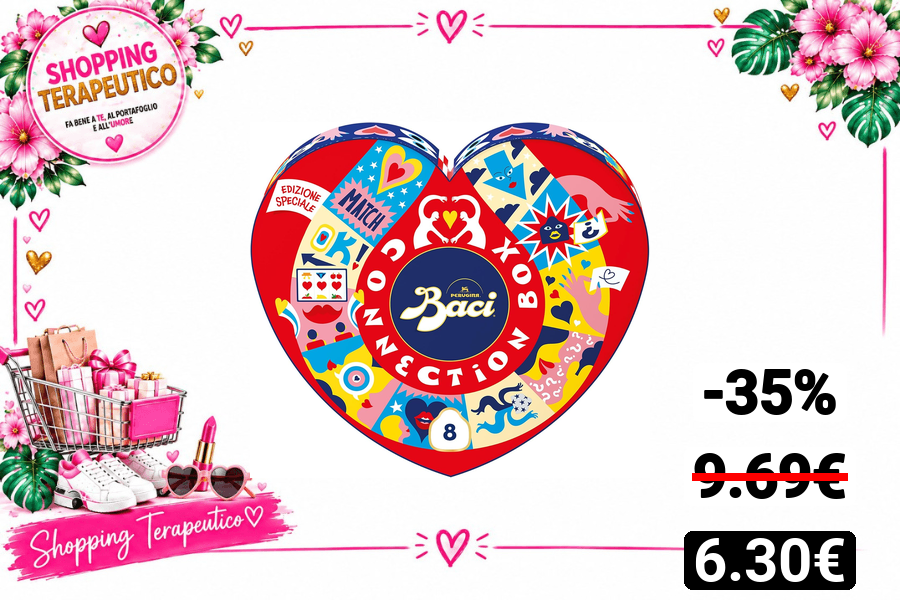 SHOPPING
TERAPEUTICO
FA BENE A TE, AL PORTAFOGLIO
E ALL'UMORE
EDIZIONE
SPECIALE
MATCH
OK!
CONNECTION BOX
PERUGINA
Baci
8
-35%
9.69€
6.30€
Shopping Terapeutico